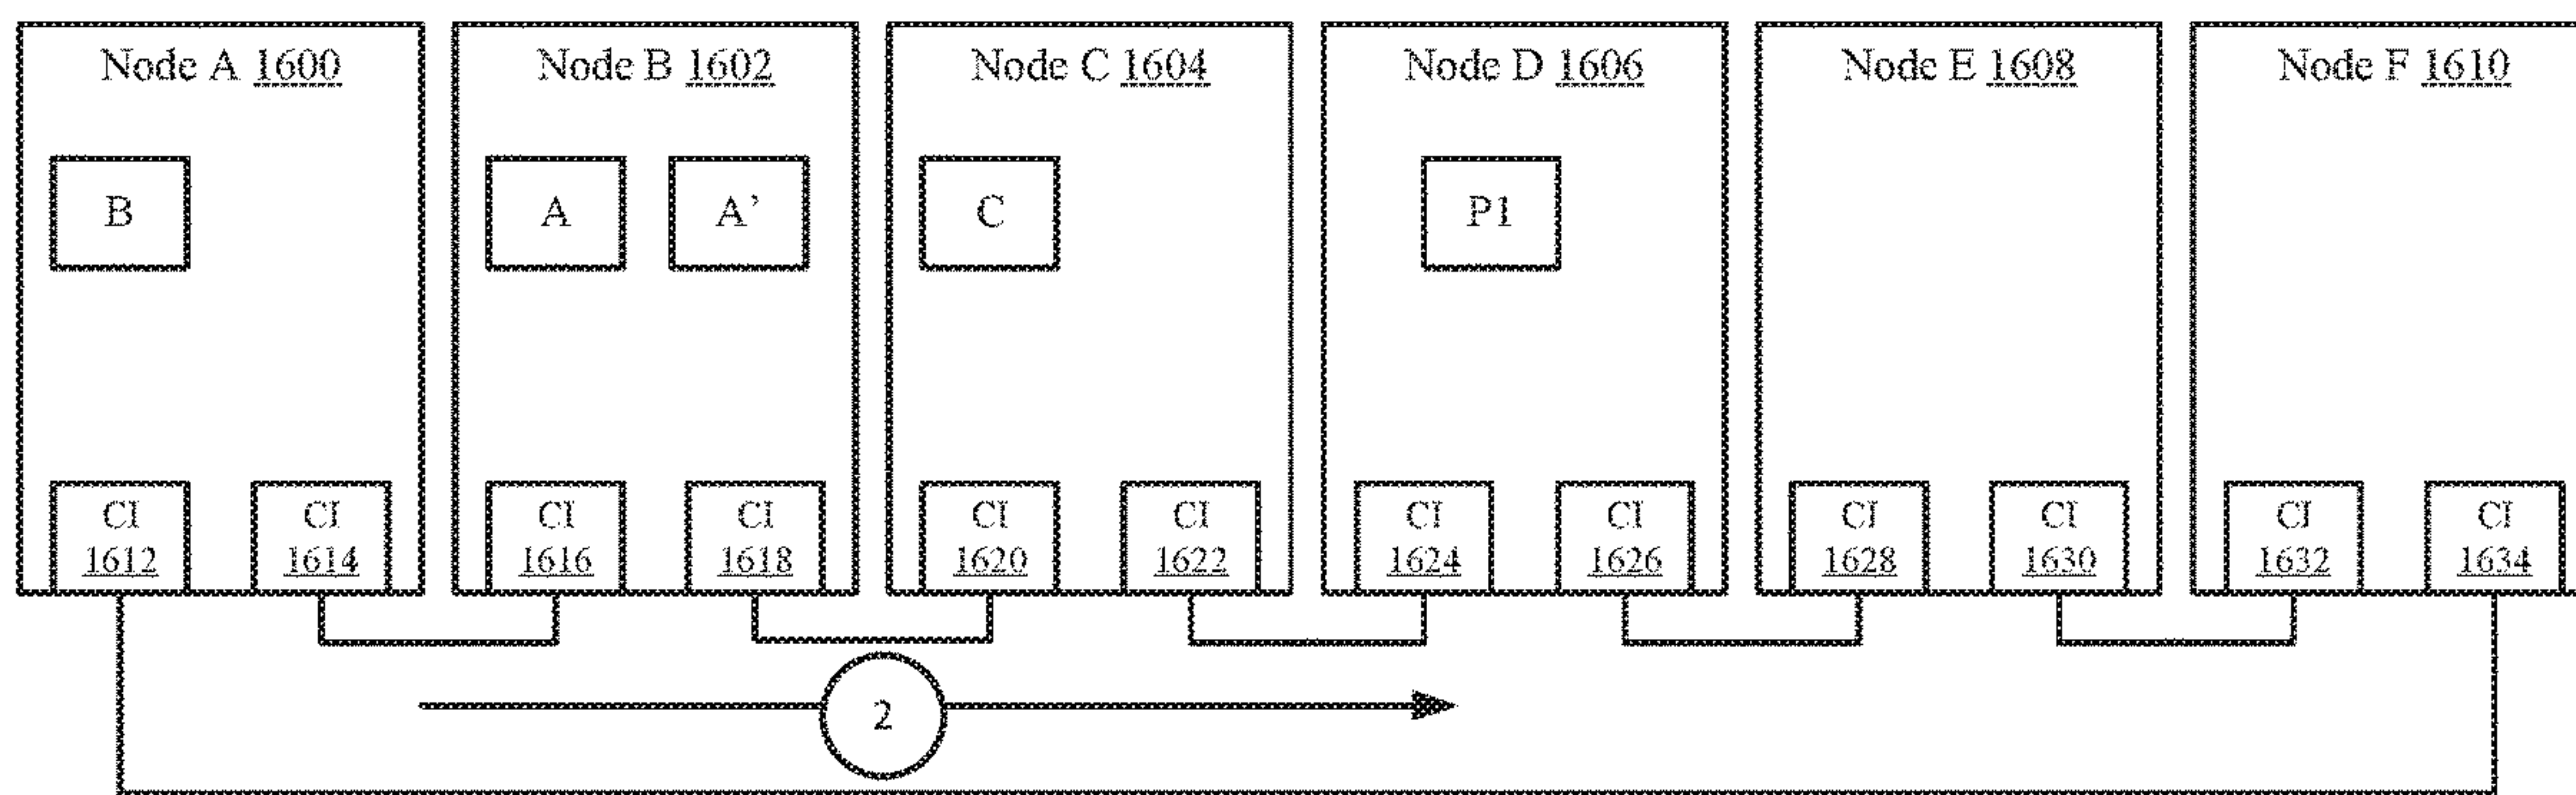 Node A 1600
Node B 1602
Node C 1604
Node D 1606
Node E 1608
Node F 1610
B
A
A’
C
P1
CI
1612
CI
1614
CI
1616
CI
1618
CI
1620
CI
1622
CI
1624
CI
1626
CI
1628
CI
1630
CI
1632
CI
1634
2